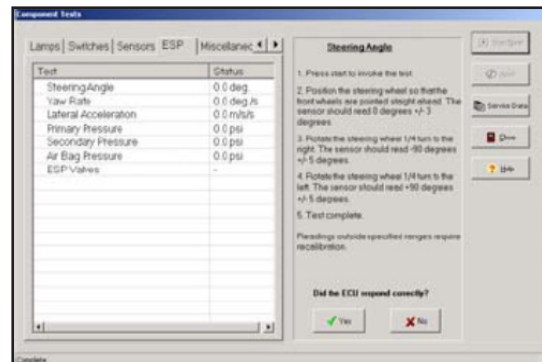 Component Tests
Lamps Switches Sensors ESP Miscellanec
Test Status
Steering Angle 0.0 deg.
Yaw Rate 0.0 deg./s
Lateral Acceleration 0.0 m/s/s
Primary Pressure 0.0 psi
Secondary Pressure 0.0 psi
Air Bag Pressure 0.0 psi
ESP Valves -
Steering Angle
1. Press start to invoke the test.
2. Position the steering wheel so that the
front wheels are pointed straight ahead. The
sensor should read 0 degrees +/- 3
degrees.
3. Rotate the steering wheel 1/4 turn to the
right. The sensor should read -90 degrees
+/- 5 degrees.
4. Rotate the steering wheel 1/4 turn to the
left. The sensor should read +90 degrees
+/- 5 degrees.
5. Test complete.
Readings outside specified ranges require
recalibration.
Did the ECU respond correctly?
Yes No
Service Data
Close
Help
Complete